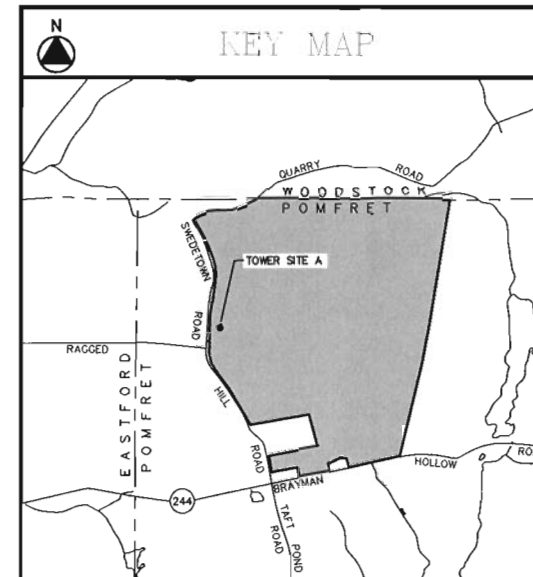 N
KEY MAP
QUARRY ROAD
WOODSTOCK
POMFRET
SWEDETOWN ROAD
TOWER SITE A
RAGGED HILL ROAD
EASTFORD
POMFRET
BRAYMAN HOLLOW RO
244
TAFT POND ROAD